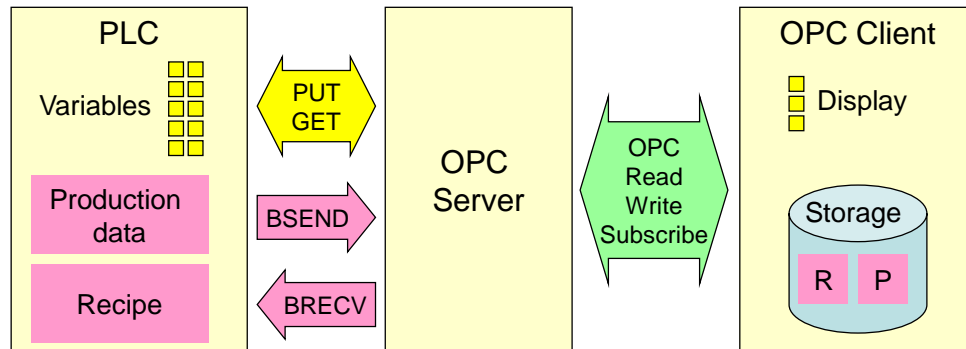 PLC
Variables
Production
data
Recipe
PUT
GET
BSEND
BRECV
OPC
Server
OPC
Read
Write
Subscribe
OPC Client
Display
Storage
R P